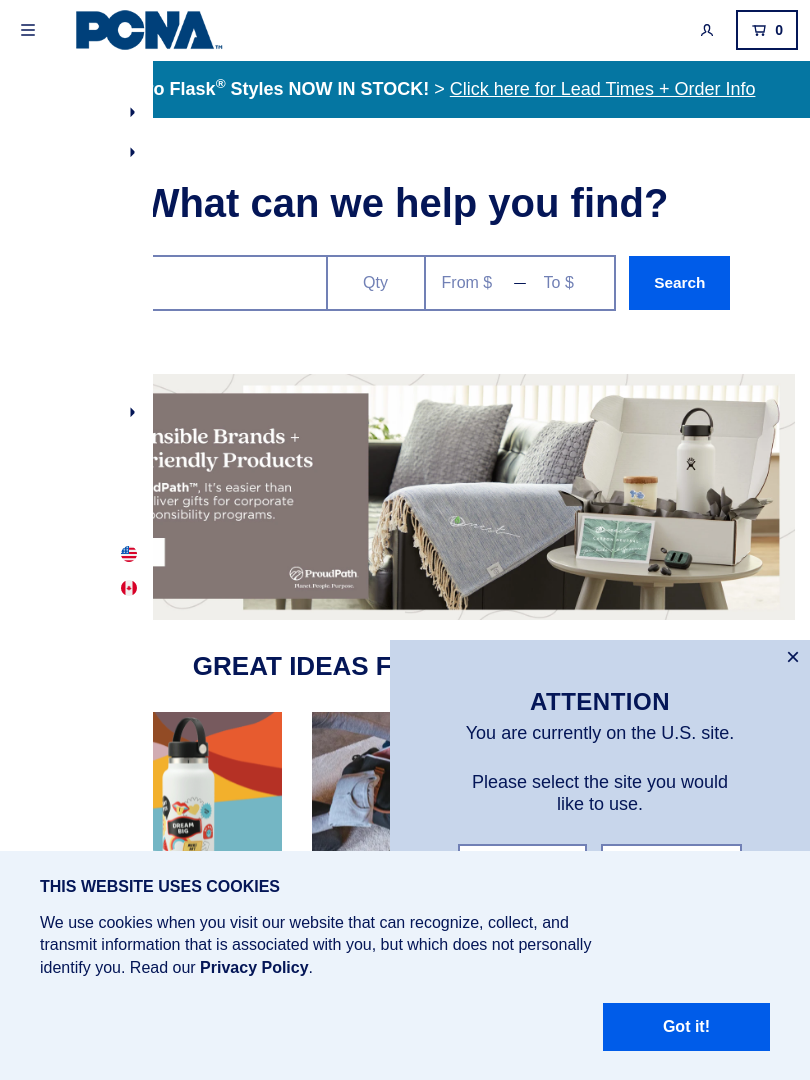 PCNA™
0
o Flask® Styles NOW IN STOCK! > Click here for Lead Times + Order Info
What can we help you find?
Qty
From $ — To $
Search
nsible Brands +
riendly Products
dPath™, It's easier than
liver gifts for corporate
onsibility programs.
ProudPath
Planet. People. Purpose.
GREAT IDEAS F
DREAM
BIG
×
ATTENTION
You are currently on the U.S. site.
Please select the site you would
like to use.
THIS WEBSITE USES COOKIES
We use cookies when you visit our website that can recognize, collect, and
transmit information that is associated with you, but which does not personally
identify you. Read our Privacy Policy.
Got it!